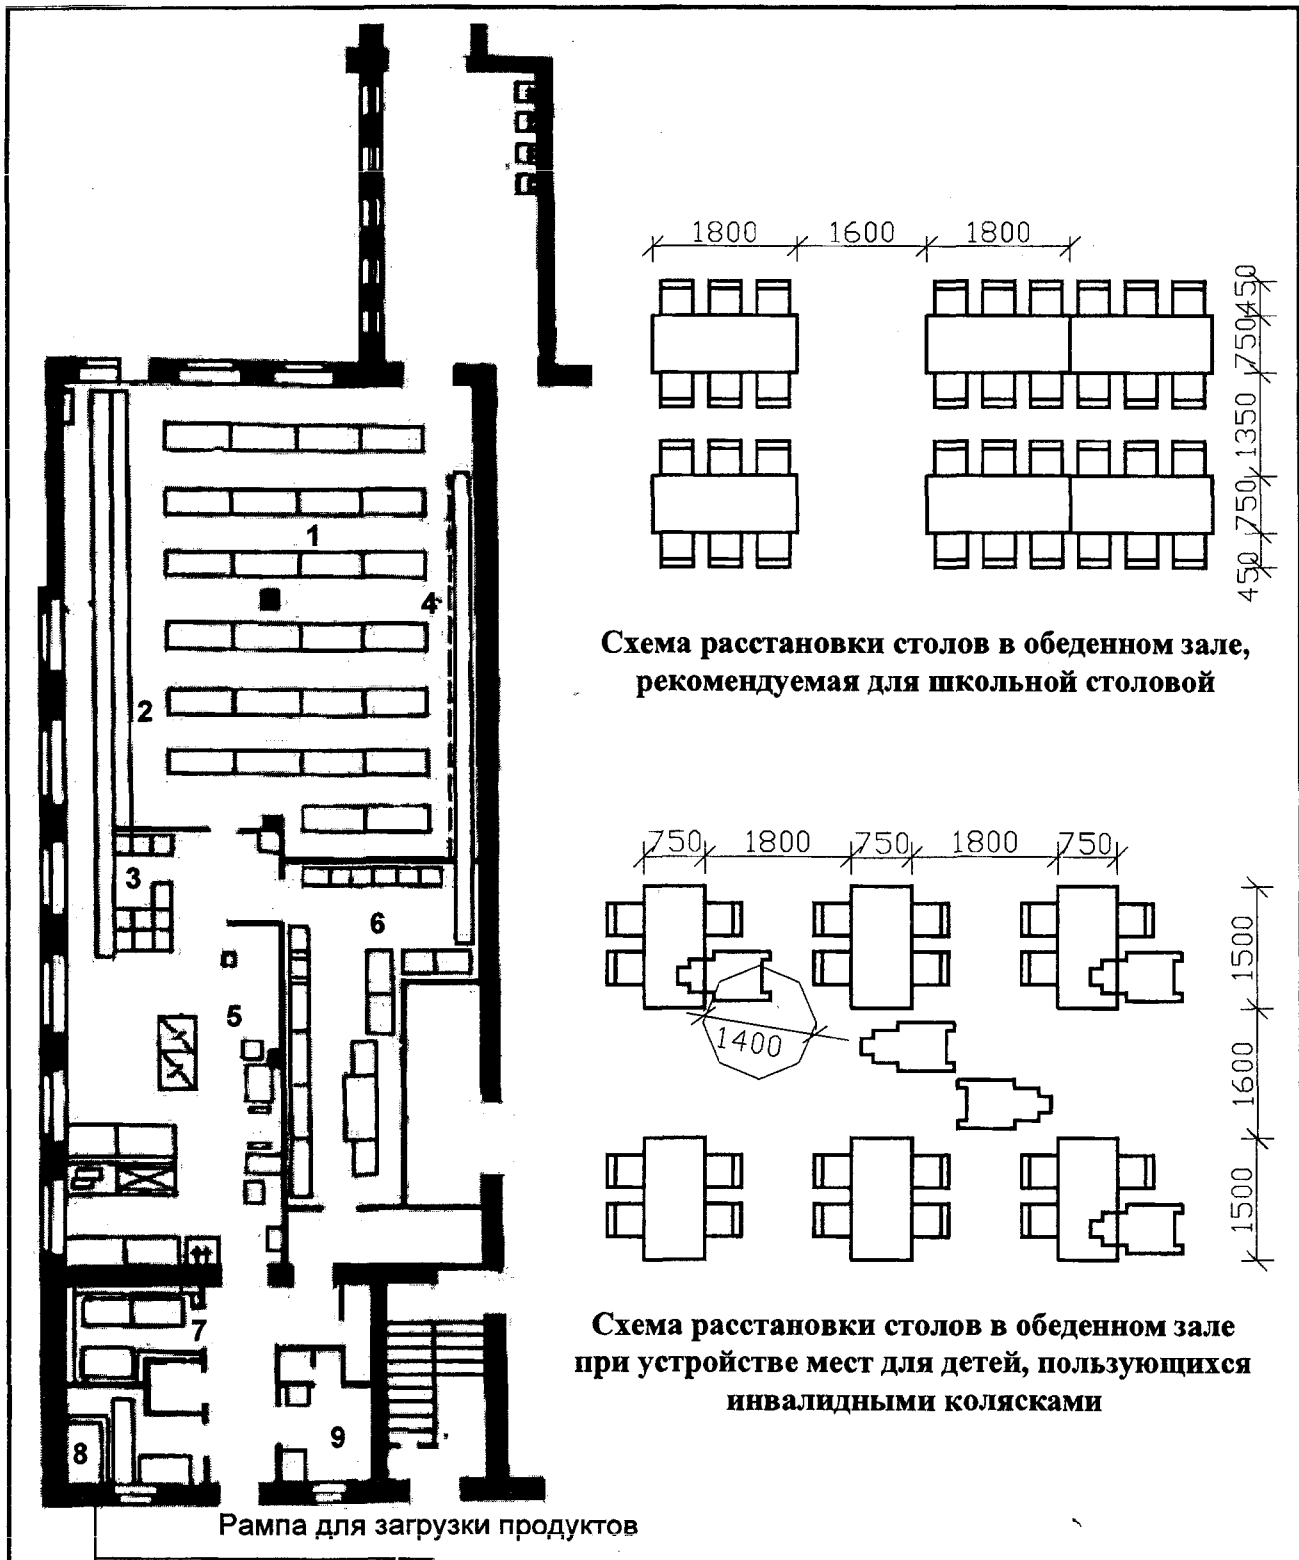 1800 1600 1800
450
750
1350
750
450
1
4
2
3
6
5
7
8
9
Схема расстановки столов в обеденном зале,
рекомендуемая для школьной столовой
750 1800 750 1800 750
1500
1400
1600
1500
Схема расстановки столов в обеденном зале
при устройстве мест для детей, пользующихся
инвалидными колясками
Рампа для загрузки продуктов